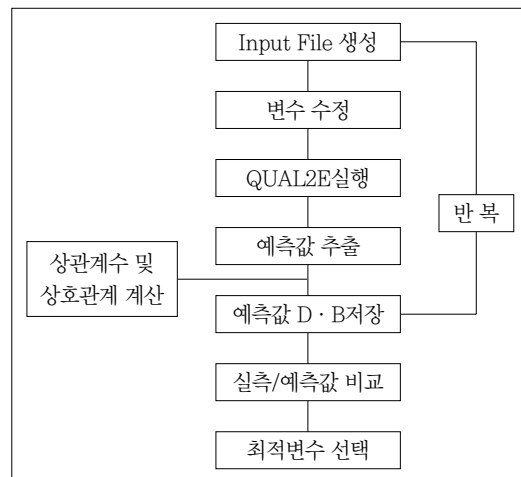 Input File 생성
변수 수정
QUAL2E실행
반 복
예측값 추출
상관계수 및
상호관계 계산
예측값 D · B저장
실측/예측값 비교
최적변수 선택